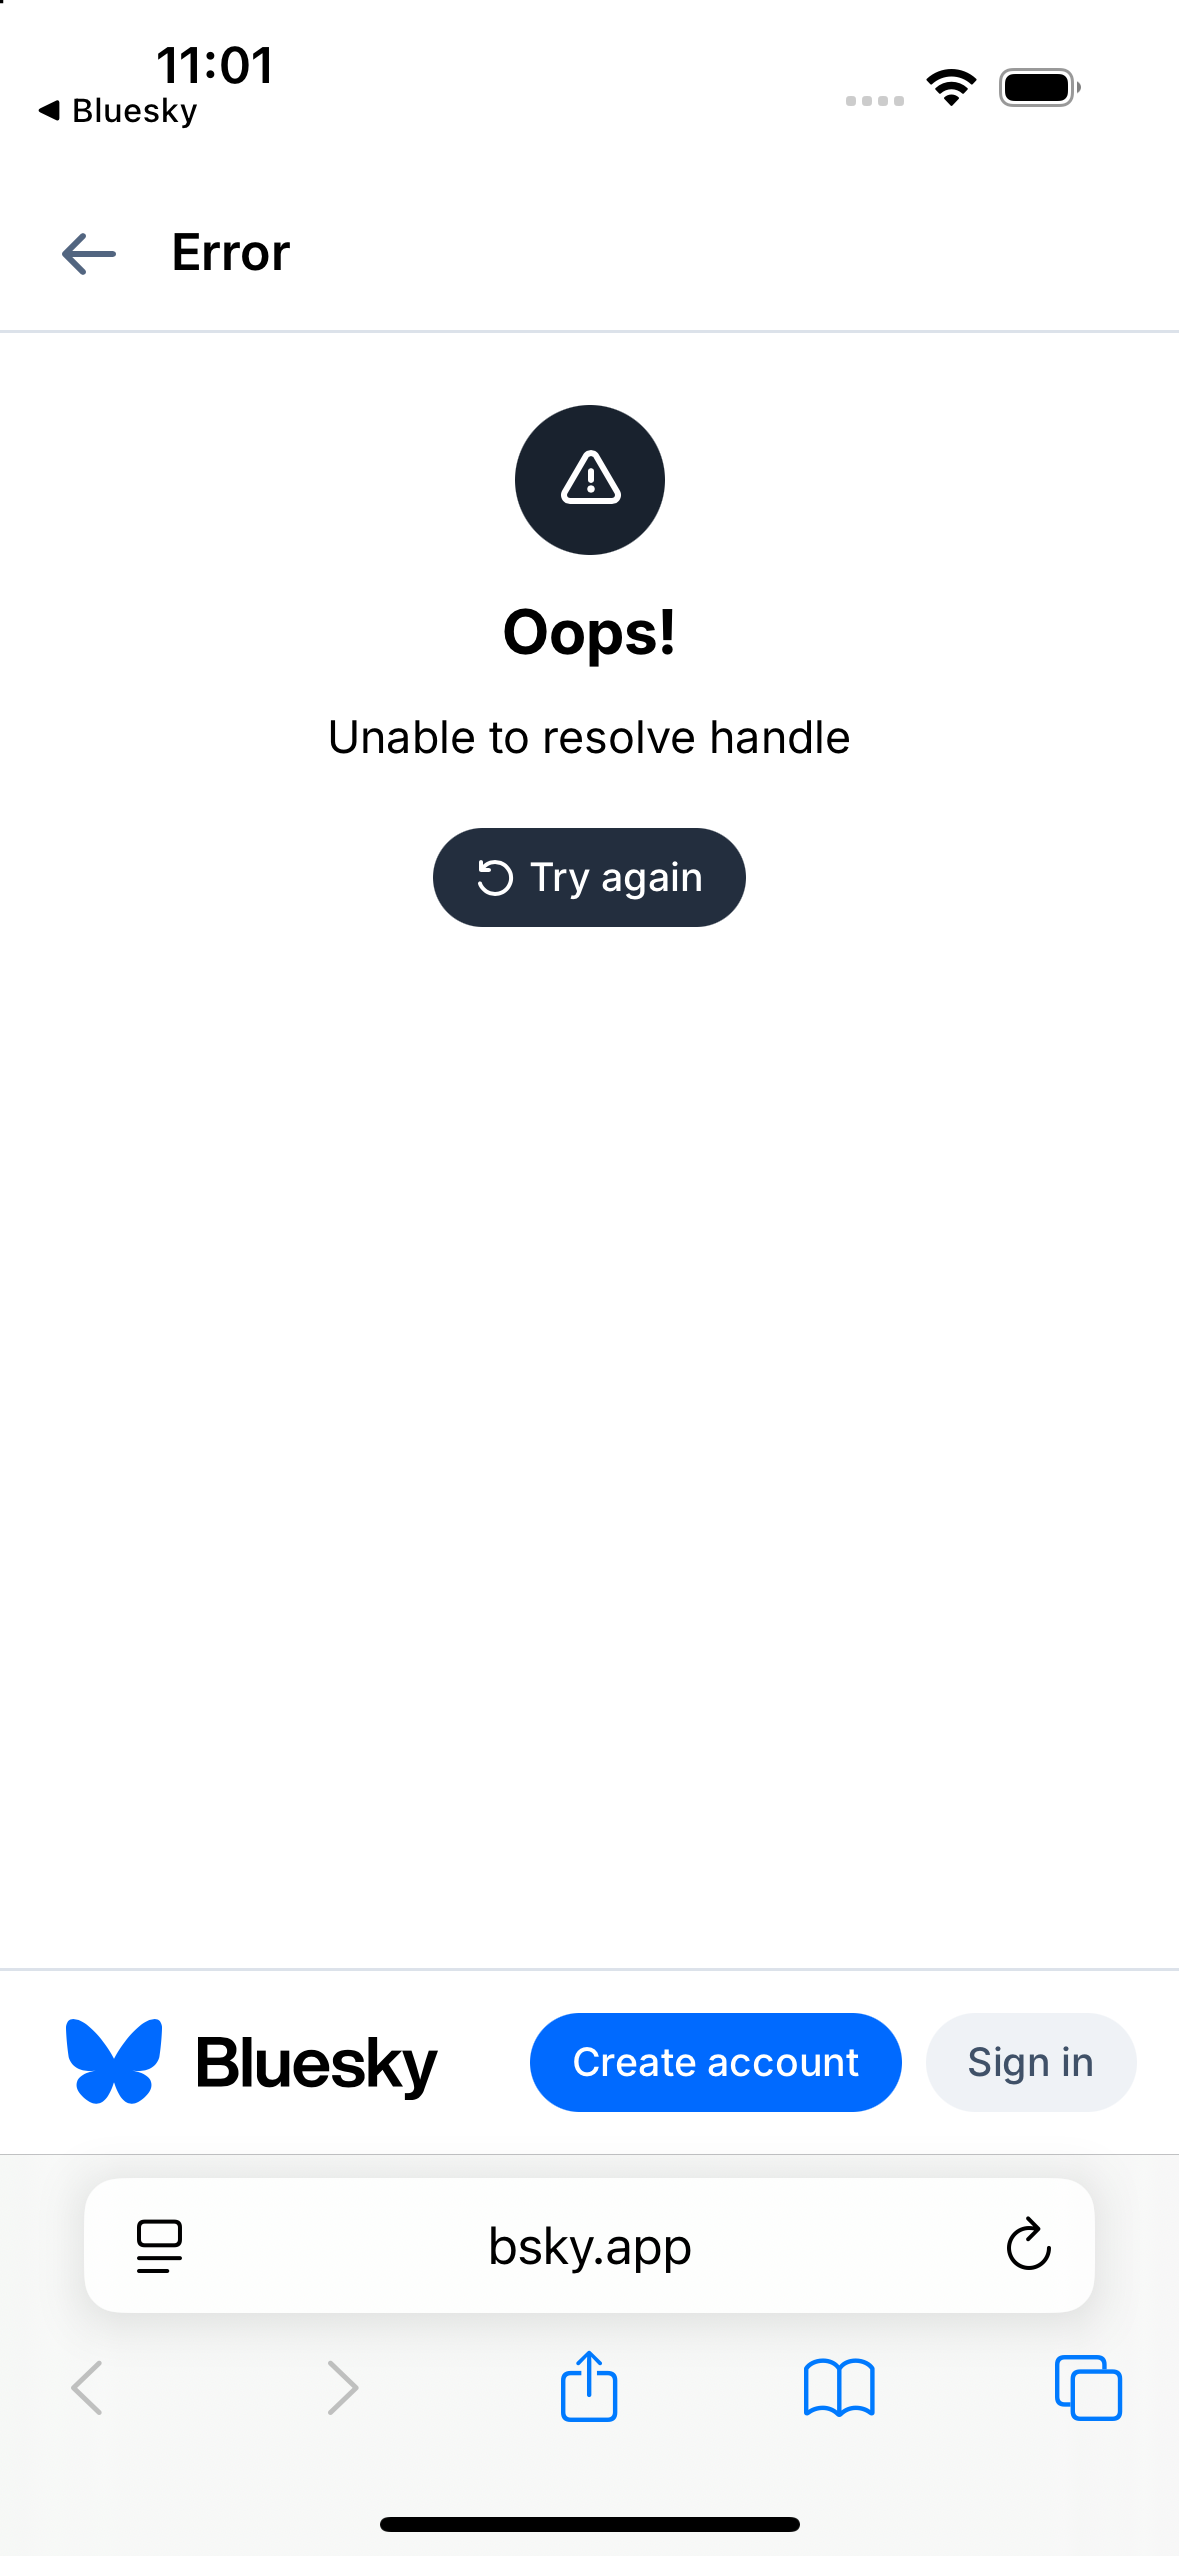 11:01
Bluesky
Error
Oops!
Unable to resolve handle
Try again
Bluesky
Create account
Sign in
bsky.app